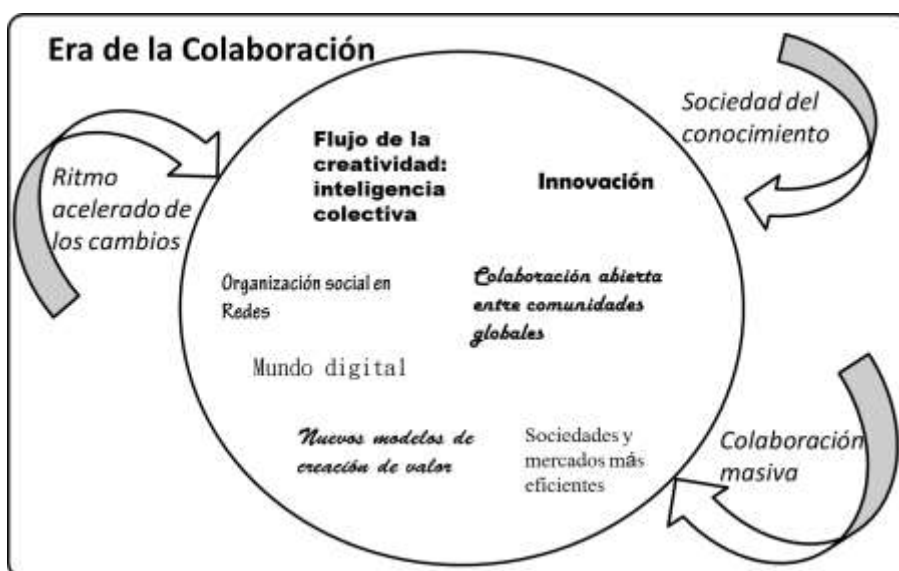 Era de la Colaboración
Sociedad del
conocimiento
Flujo de la
creatividad:
inteligencia
colectiva
Innovación
Ritmo
acelerado de
los cambios
Organización social en
Redes
Colaboración abierta
entre comunidades
globales
Mundo digital
Nuevos modelos de
creación de valor
Sociedades y
mercados más
eficientes
Colaboración
masiva